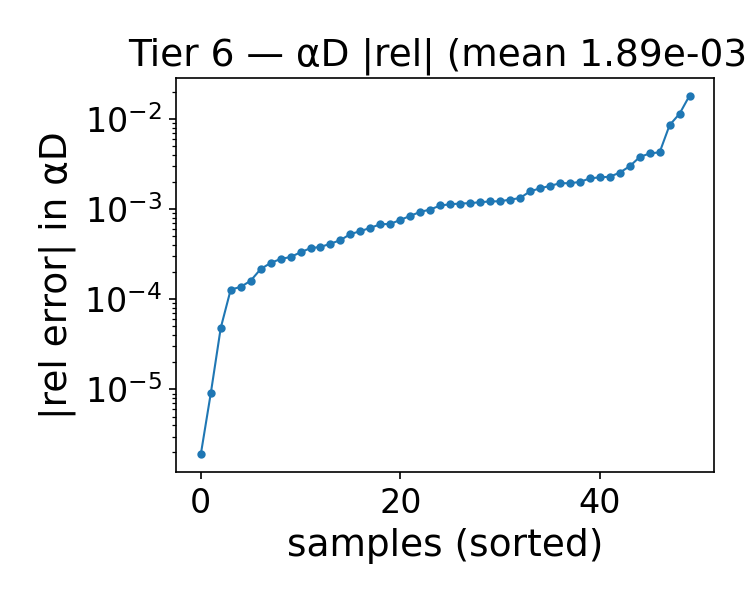 Tier 6 — αD |rel| (mean 1.89e-03
10⁻²
10⁻³
10⁻⁴
10⁻⁵
|rel error| in αD
0 20 40
samples (sorted)